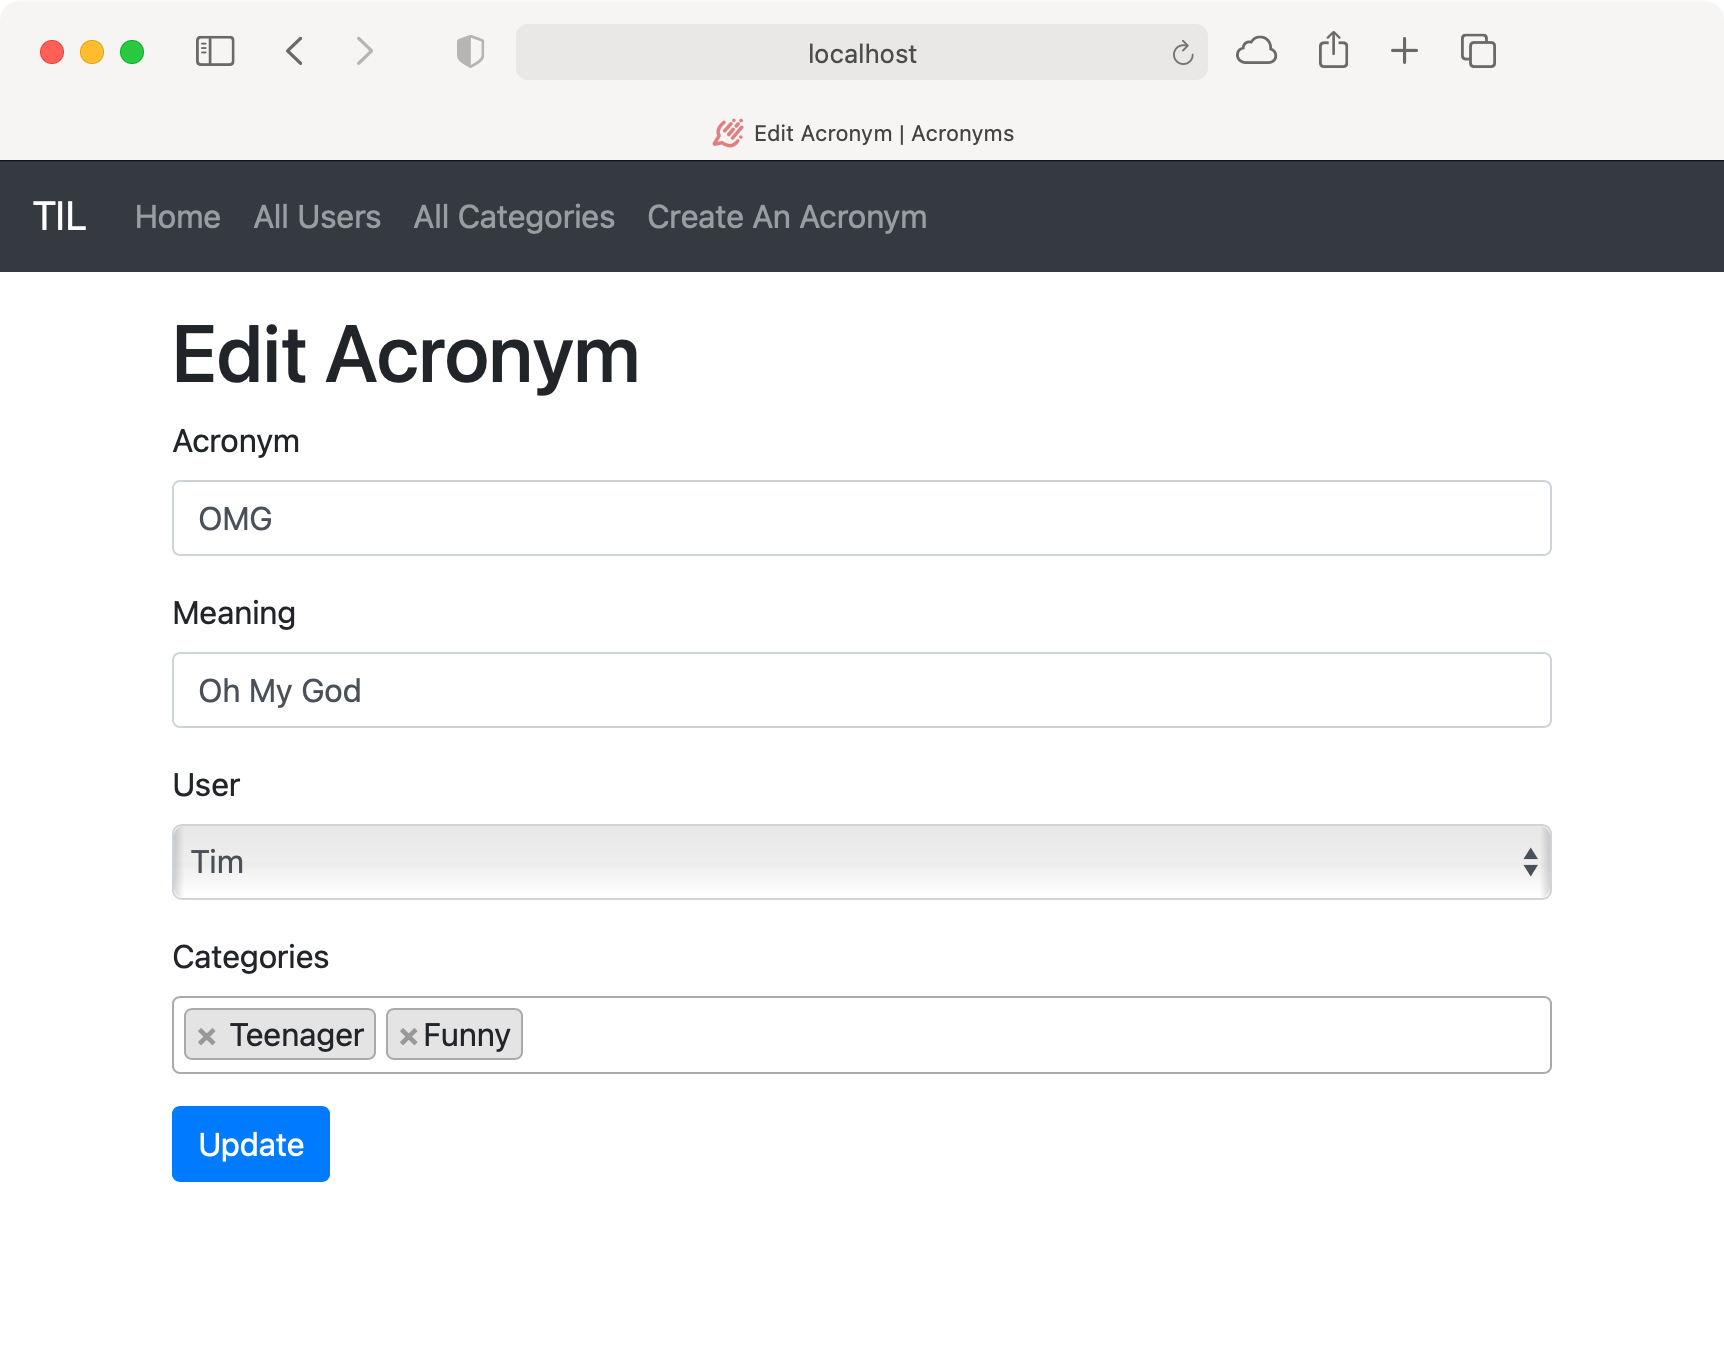 localhost
Edit Acronym | Acronyms
TIL Home All Users All Categories Create An Acronym
Edit Acronym
Acronym
OMG
Meaning
Oh My God
User
Tim
Categories
× Teenager × Funny
Update